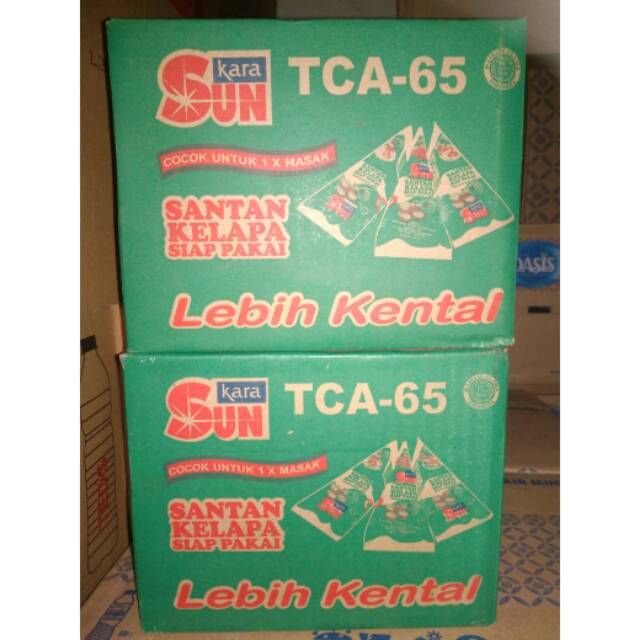 kara
SUN
TCA-65
COCOK UNTUK 1 X MASAK
SANTAN
KELAPA
SIAP PAKAI
Lebih Kental
OASIS
kara
SUN
TCA-65
COCOK UNTUK 1 X MASAK
SANTAN
KELAPA
SIAP PAKAI
Lebih Kental